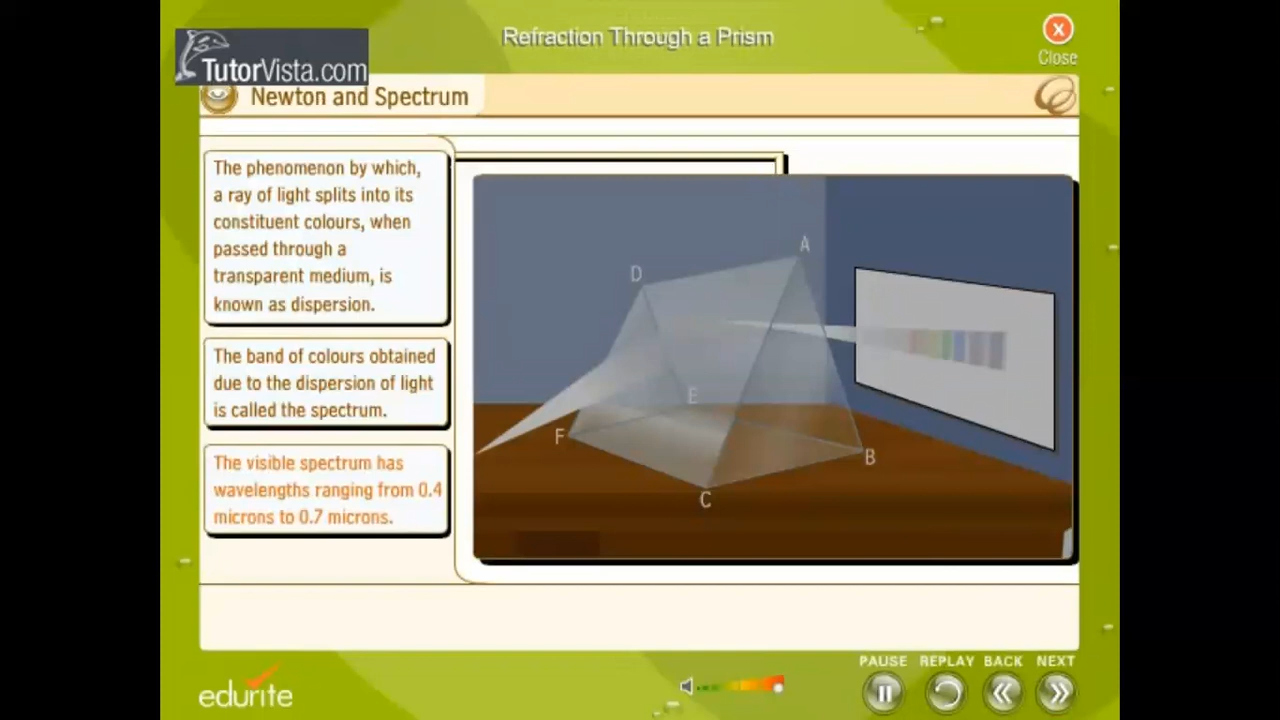 Refraction Through a Prism
Close
TutorVista.com
Newton and Spectrum
The phenomenon by which,
a ray of light splits into its
constituent colours, when
passed through a
transparent medium, is
known as dispersion.
The band of colours obtained
due to the dispersion of light
is called the spectrum.
The visible spectrum has
wavelengths ranging from 0.4
microns to 0.7 microns.
A
D
E
F
B
C
PAUSE REPLAY BACK NEXT
edurite